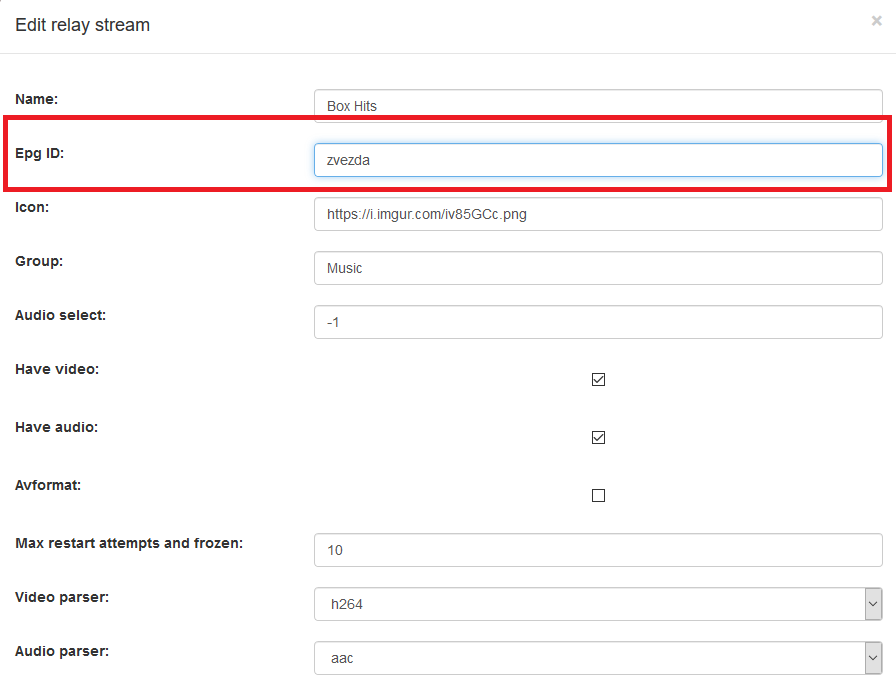 Edit relay stream
×
Name:
Box Hits
Epg ID:
zvezda
Icon:
https://i.imgur.com/iv85GCc.png
Group:
Music
Audio select:
-1
Have video:
Have audio:
Avformat:
Max restart attempts and frozen:
10
Video parser:
h264
Audio parser:
aac